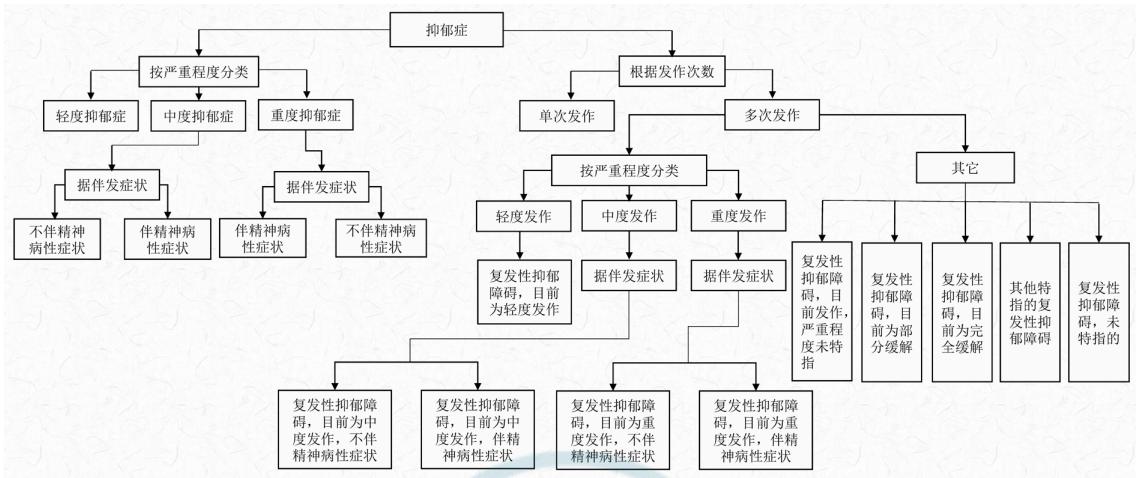 抑郁症
按严重程度分类
根据发作次数
轻度抑郁症
中度抑郁症
重度抑郁症
单次发作
多次发作
据伴发症状
据伴发症状
按严重程度分类
其它
不伴精神
病性症状
伴精神病
性症状
伴精神病
性症状
不伴精神病
性症状
轻度发作
中度发作
重度发作
复发性抑郁
障碍，目前
为轻度发作
据伴发症状
据伴发症状
复发性
抑郁障
碍，目
前发作，
严重程
度未特
指
复发性
抑郁障
碍，目
前为部
分缓解
复发性
抑郁障
碍，目
前为完
全缓解
其他特
指的复
发性抑
郁障碍
复发性
抑郁障
碍，未
特指的
复发性抑郁障
碍，目前为中
度发作，不伴
精神病性症状
复发性抑郁障
碍，目前为中
度发作，伴精
神病性症状
复发性抑郁障
碍，目前为重
度发作，不伴
精神病性症状
复发性抑郁障
碍，目前为重
度发作，伴精
神病性症状